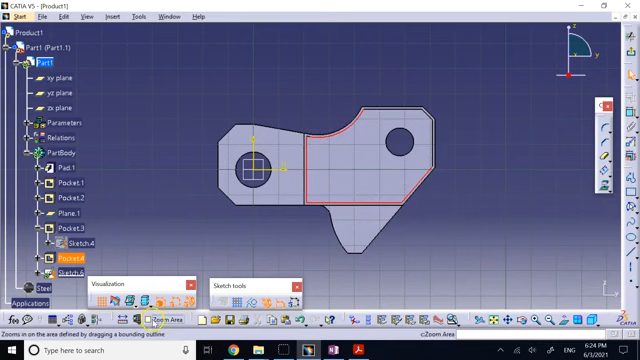 CATIA V5 - [Product1]
Start File Edit View Insert Tools Window Help
Product1
Part1 (Part1.1)
Part1
xy plane
yz plane
zx plane
Parameters
Relations
PartBody
Pad.1
Pocket.1
Pocket.2
Plane.1
Pocket.3
Sketch.4
Pocket.4
Sketch.6
Steel
Applications
Visualization
Sketch tools
Zoom Area
Zooms in on the area defined by dragging a bounding outline
c:Zoom Area
Type here to search
6:24 PM
6/3/2021
CATIA
z
y
x